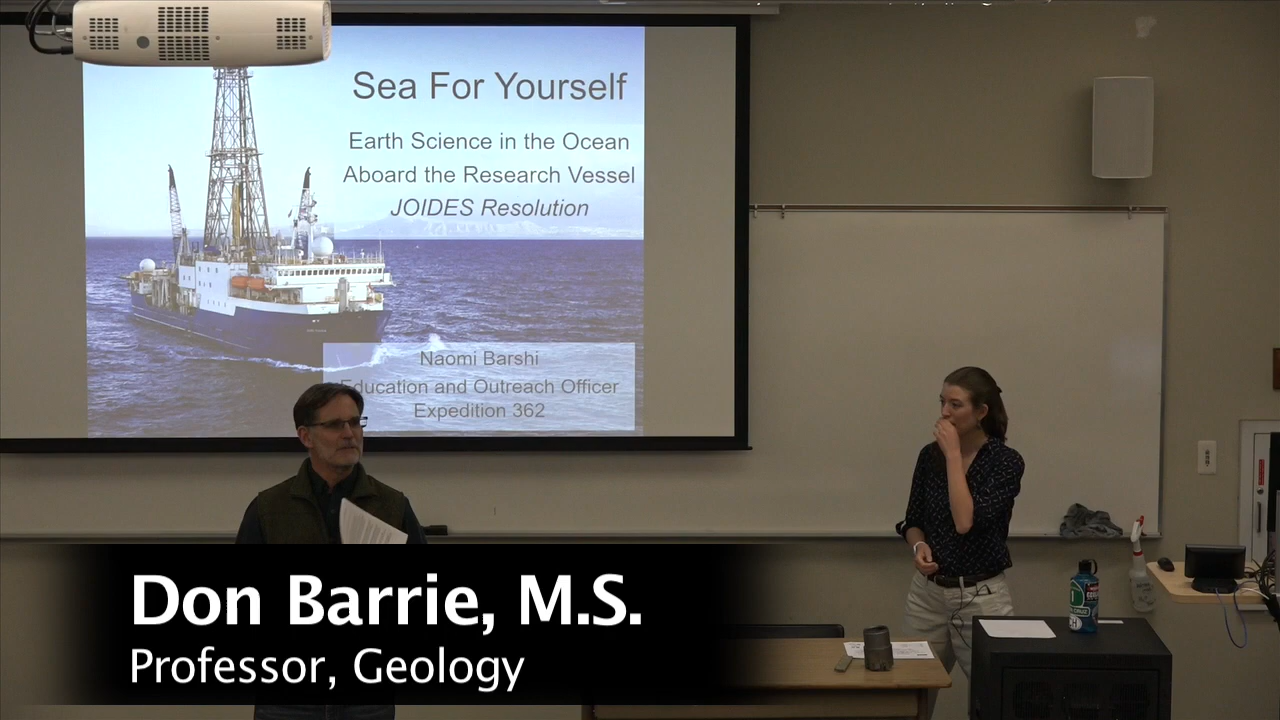 Sea For Yourself
Earth Science in the Ocean
Aboard the Research Vessel
JOIDES Resolution
Naomi Barshi
Education and Outreach Officer
Expedition 362
Don Barrie, M.S.
Professor, Geology